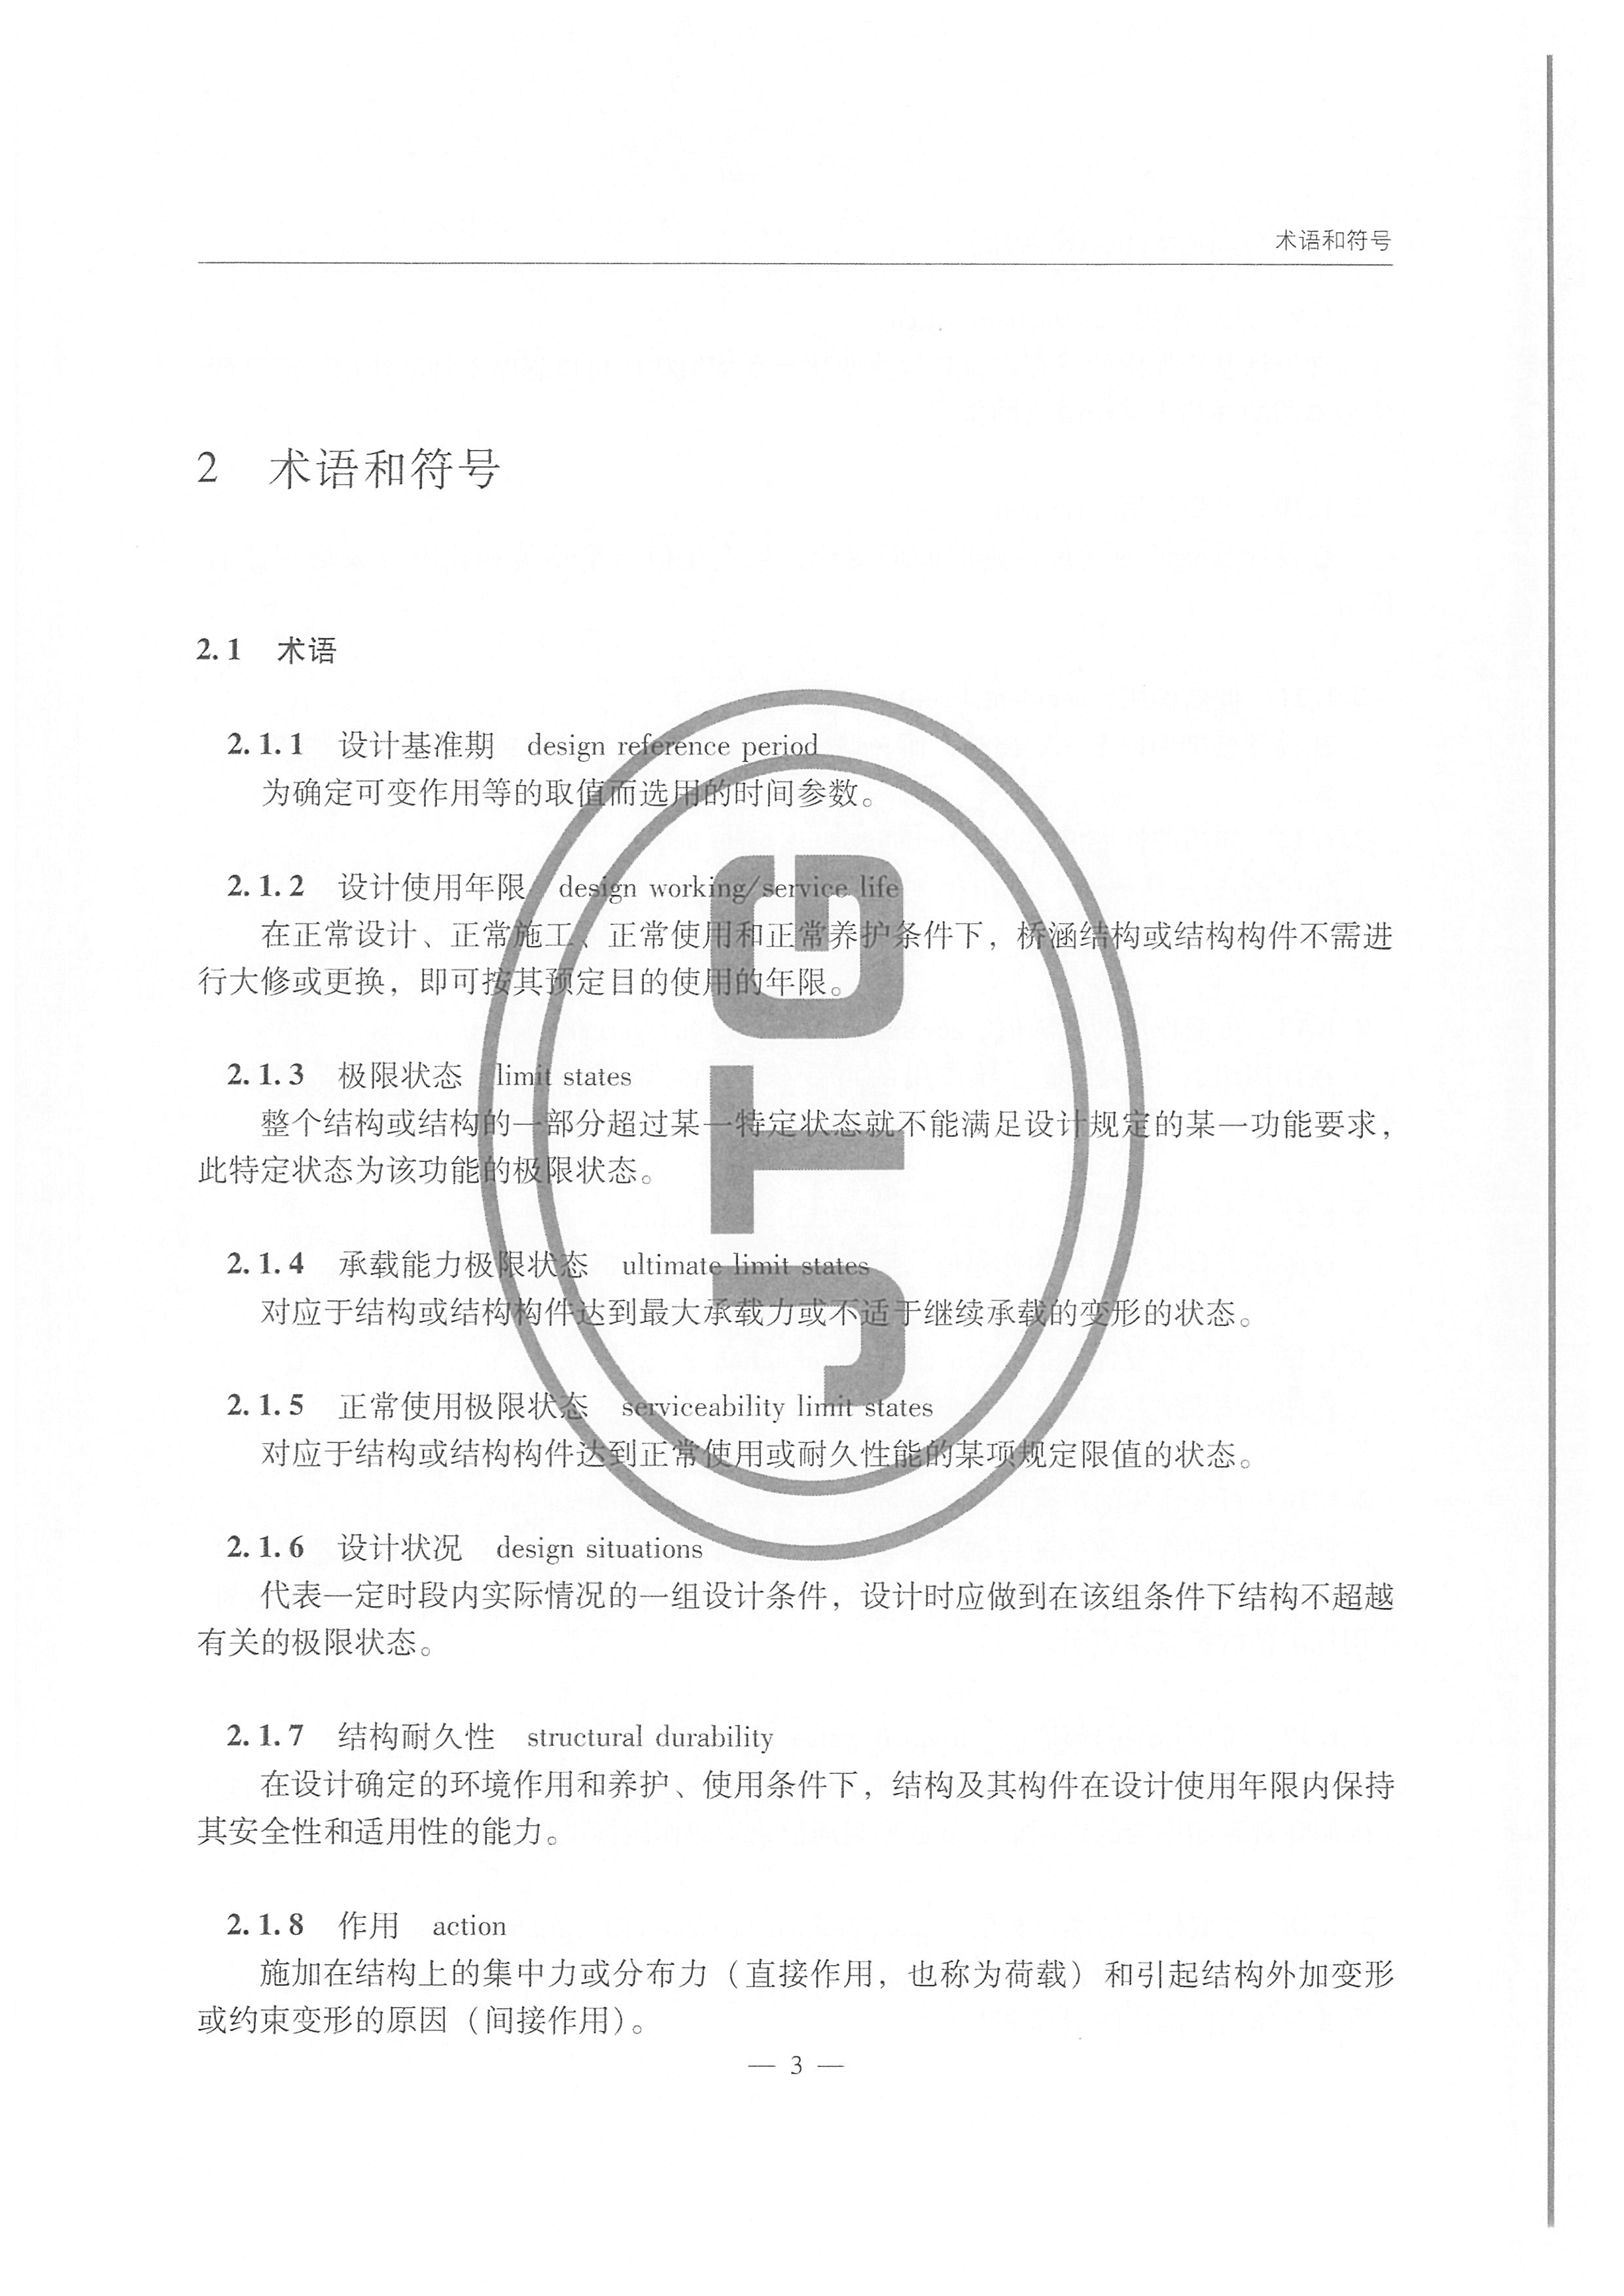 术语和符号
2 术语和符号
2.1 术语
2.1.1 设计基准期 design reference period
为确定可变作用等的取值而选用的时间参数。
2.1.2 设计使用年限 design working/service life
在正常设计、正常施工、正常使用和正常养护条件下，桥涵结构或结构构件不需进
行大修或更换，即可按其预定目的使用的年限。
2.1.3 极限状态 limit states
整个结构或结构的一部分超过某一特定状态就不能满足设计规定的某一功能要求，
此特定状态为该功能的极限状态。
2.1.4 承载能力极限状态 ultimate limit states
对应于结构或结构构件达到最大承载力或不适于继续承载的变形的状态。
2.1.5 正常使用极限状态 serviceability limit states
对应于结构或结构构件达到正常使用或耐久性能的某项规定限值的状态。
2.1.6 设计状况 design situations
代表一定时段内实际情况的一组设计条件，设计时应做到在该组条件下结构不超越
有关的极限状态。
2.1.7 结构耐久性 structural durability
在设计确定的环境作用和养护、使用条件下，结构及其构件在设计使用年限内保持
其安全性和适用性的能力。
2.1.8 作用 action
施加在结构上的集中力或分布力（直接作用，也称为荷载）和引起结构外加变形
或约束变形的原因（间接作用）。
— 3 —
JTG